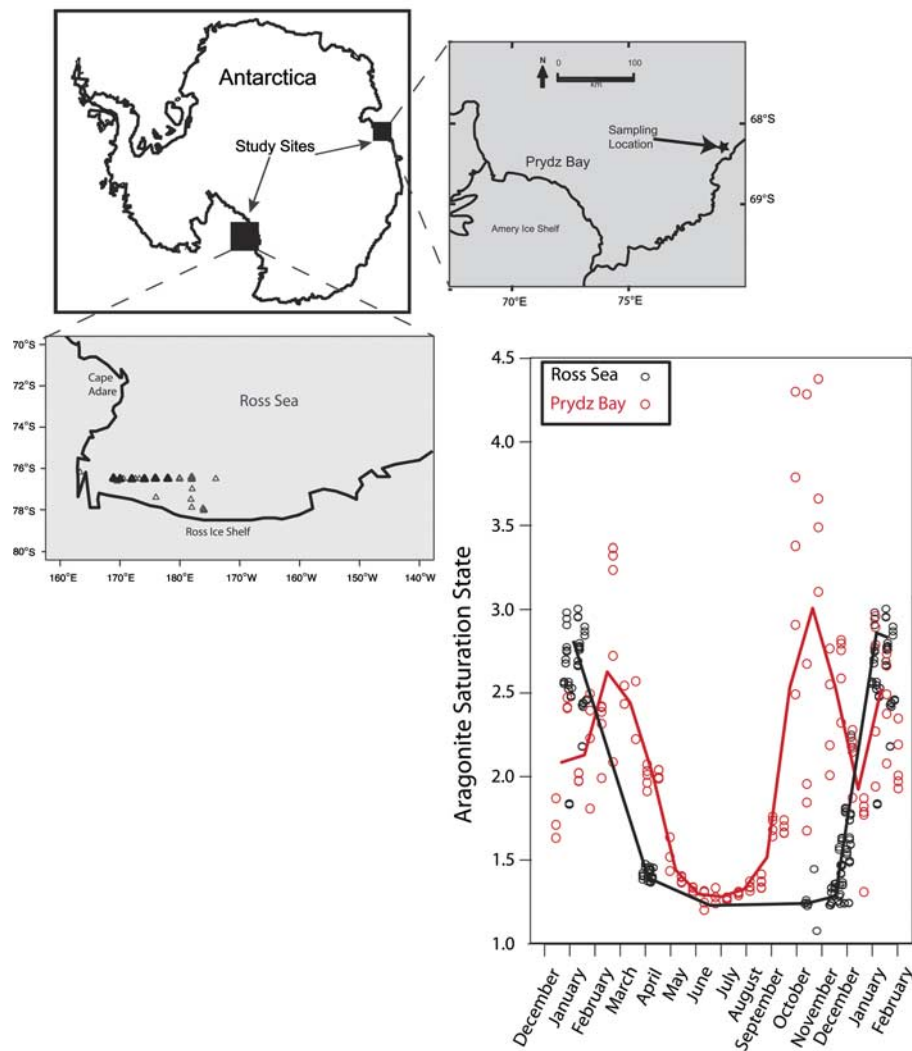 Antarctica
Study Sites
N
0 100
km
Sampling
Location
Prydz Bay
Amery Ice Shelf
68°S
69°S
70°E 75°E
70°S
72°S
74°S
76°S
78°S
80°S
Cape
Adare
Ross Sea
Ross Ice Shelf
160°E 170°E 180°E 170°W 160°W 150°W 140°W
Ross Sea
Prydz Bay
Aragonite Saturation State
4.5
4.0
3.5
3.0
2.5
2.0
1.5
1.0
December
January
February
March
April
May
June
July
August
September
October
November
December
January
February